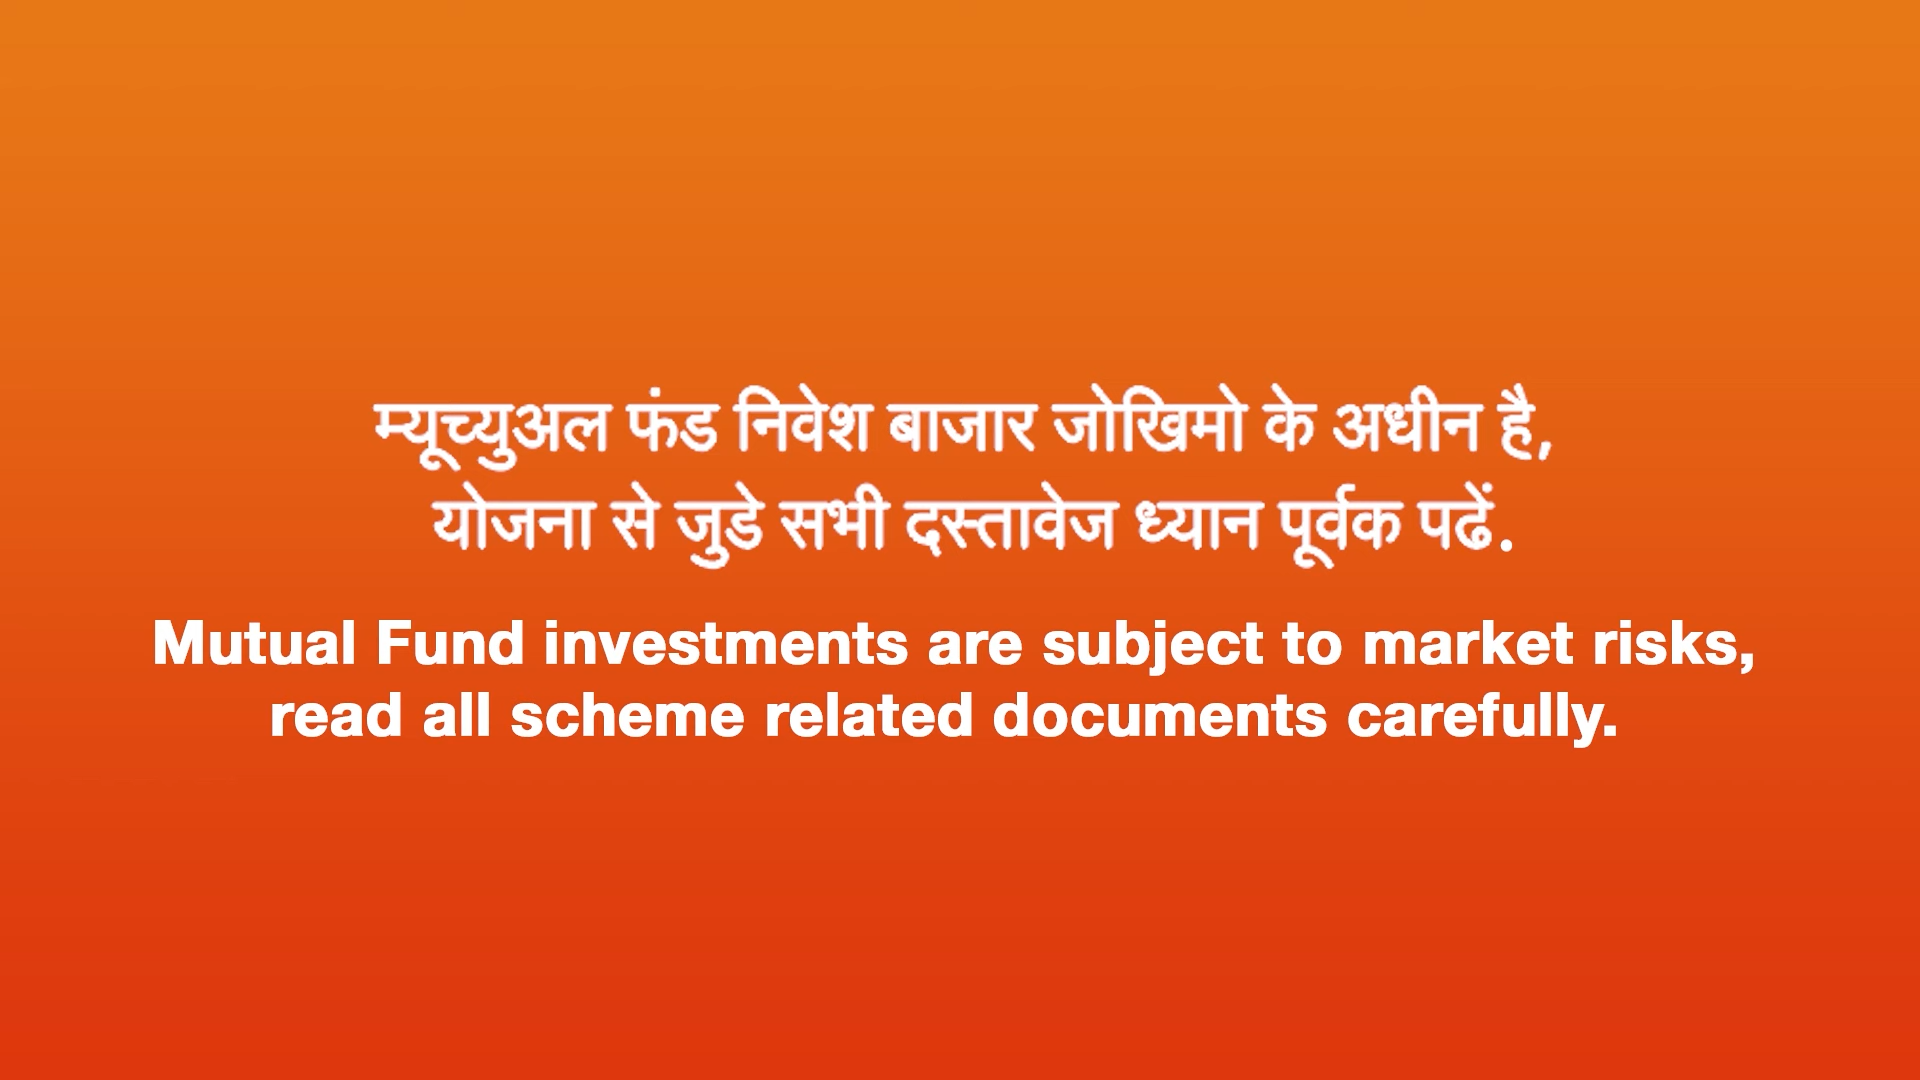 म्यूच्युअल फंड निवेश बाजार जोखिमो के अधीन है,
योजना से जुडे सभी दस्तावेज ध्यान पूर्वक पढें.
Mutual Fund investments are subject to market risks,
read all scheme related documents carefully.